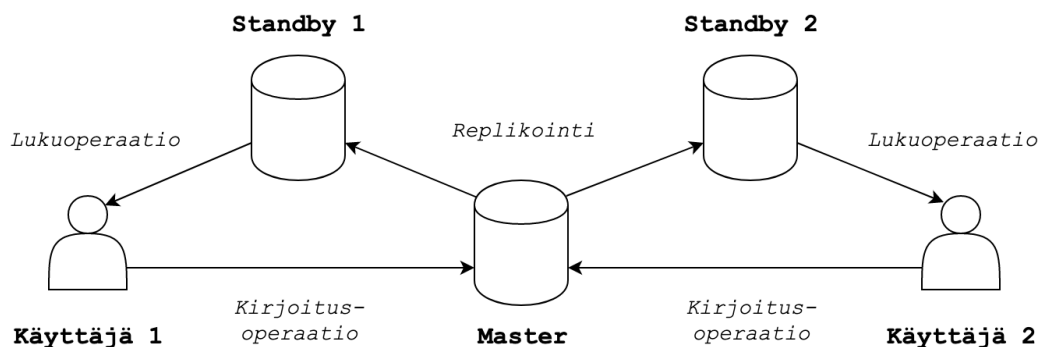 Standby 1
Standby 2
Lukuoperaatio
Replikointi
Lukuoperaatio
Kirjoitus-
operaatio
Kirjoitus-
operaatio
Käyttäjä 1
Master
Käyttäjä 2